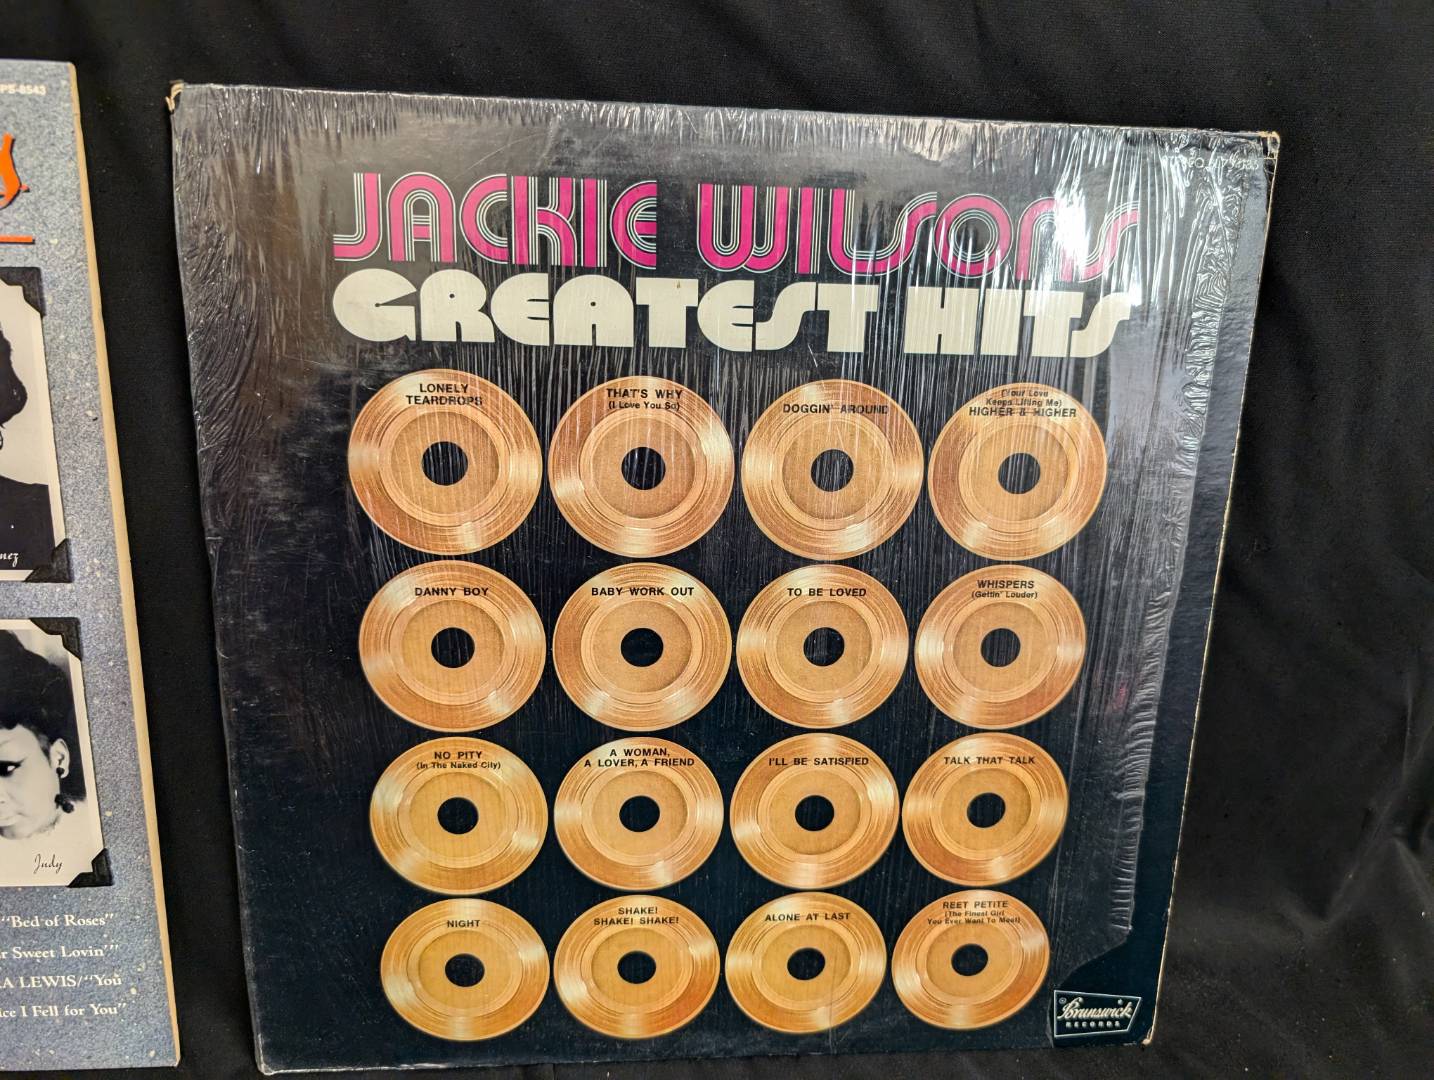 PS-8543
Judy
"Bed of Roses"
r Sweet Lovin'"
RA LEWIS/"You
ice I Fell for You"
JACKIE WILSON'S
GREATEST HITS
LONELY
TEARDROPS
THAT'S WHY
(I Love You So)
DOGGIN' AROUND
(Your Love
Keeps Lifting Me)
HIGHER & HIGHER
DANNY BOY
BABY WORK OUT
TO BE LOVED
WHISPERS
(Gettin' Louder)
NO PITY
(In The Naked City)
A WOMAN,
A LOVER, A FRIEND
I'LL BE SATISFIED
TALK THAT TALK
NIGHT
SHAKE!
SHAKE! SHAKE!
ALONE AT LAST
REET PETITE
(The Finest Girl
You Ever Want To Meet)
Brunswick
RECORDS